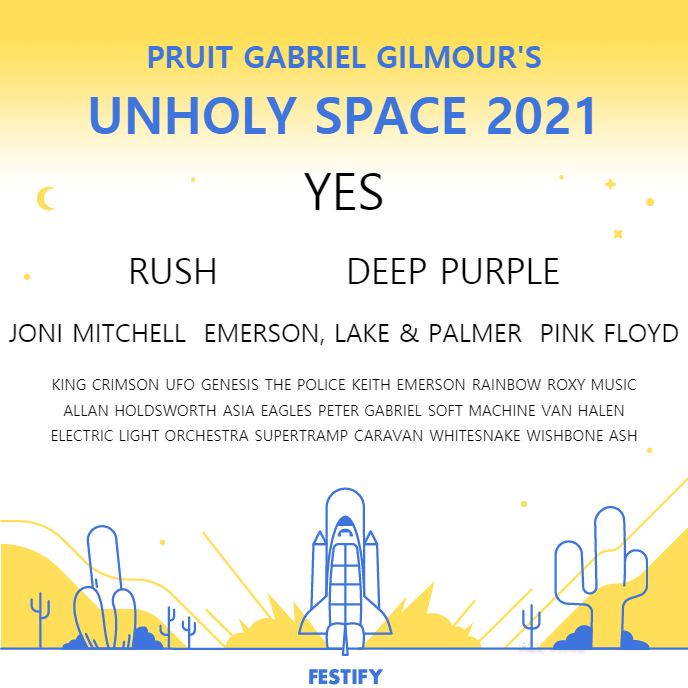 PRUIT GABRIEL GILMOUR'S
UNHOLY SPACE 2021
YES
RUSH DEEP PURPLE
JONI MITCHELL EMERSON, LAKE & PALMER PINK FLOYD
KING CRIMSON UFO GENESIS THE POLICE KEITH EMERSON RAINBOW ROXY MUSIC
ALLAN HOLDSWORTH ASIA EAGLES PETER GABRIEL SOFT MACHINE VAN HALEN
ELECTRIC LIGHT ORCHESTRA SUPERTRAMP CARAVAN WHITESNAKE WISHBONE ASH
FESTIFY